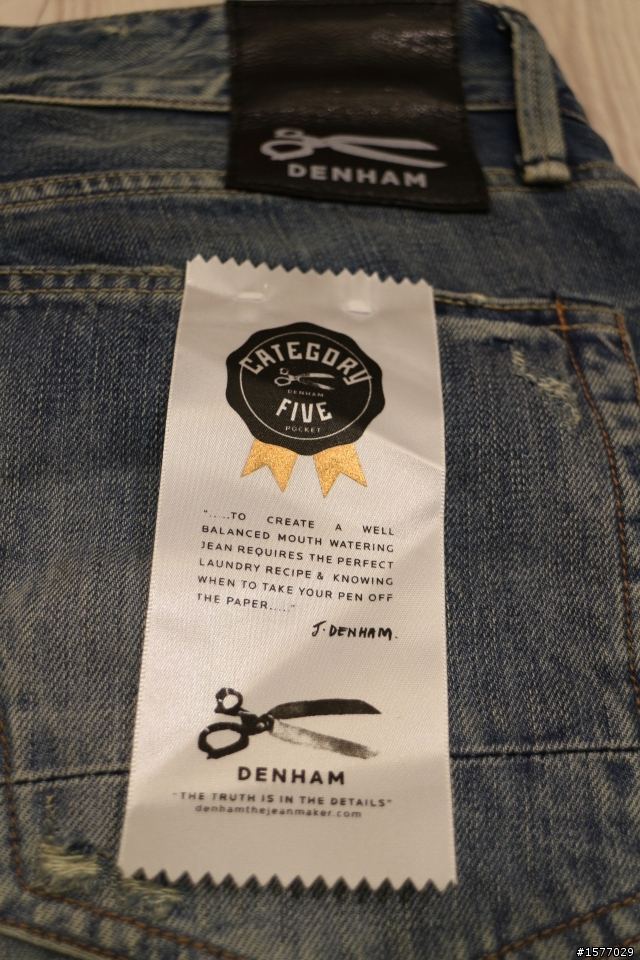 DENHAM
CATEGORY
DENHAM
FIVE
POCKET
".....TO CREATE A WELL
BALANCED MOUTH WATERING
JEAN REQUIRES THE PERFECT
LAUNDRY RECIPE & KNOWING
WHEN TO TAKE YOUR PEN OFF
THE PAPER....."
J.DENHAM.
DENHAM
"THE TRUTH IS IN THE DETAILS"
denhamthejeanmaker.com
#1577029